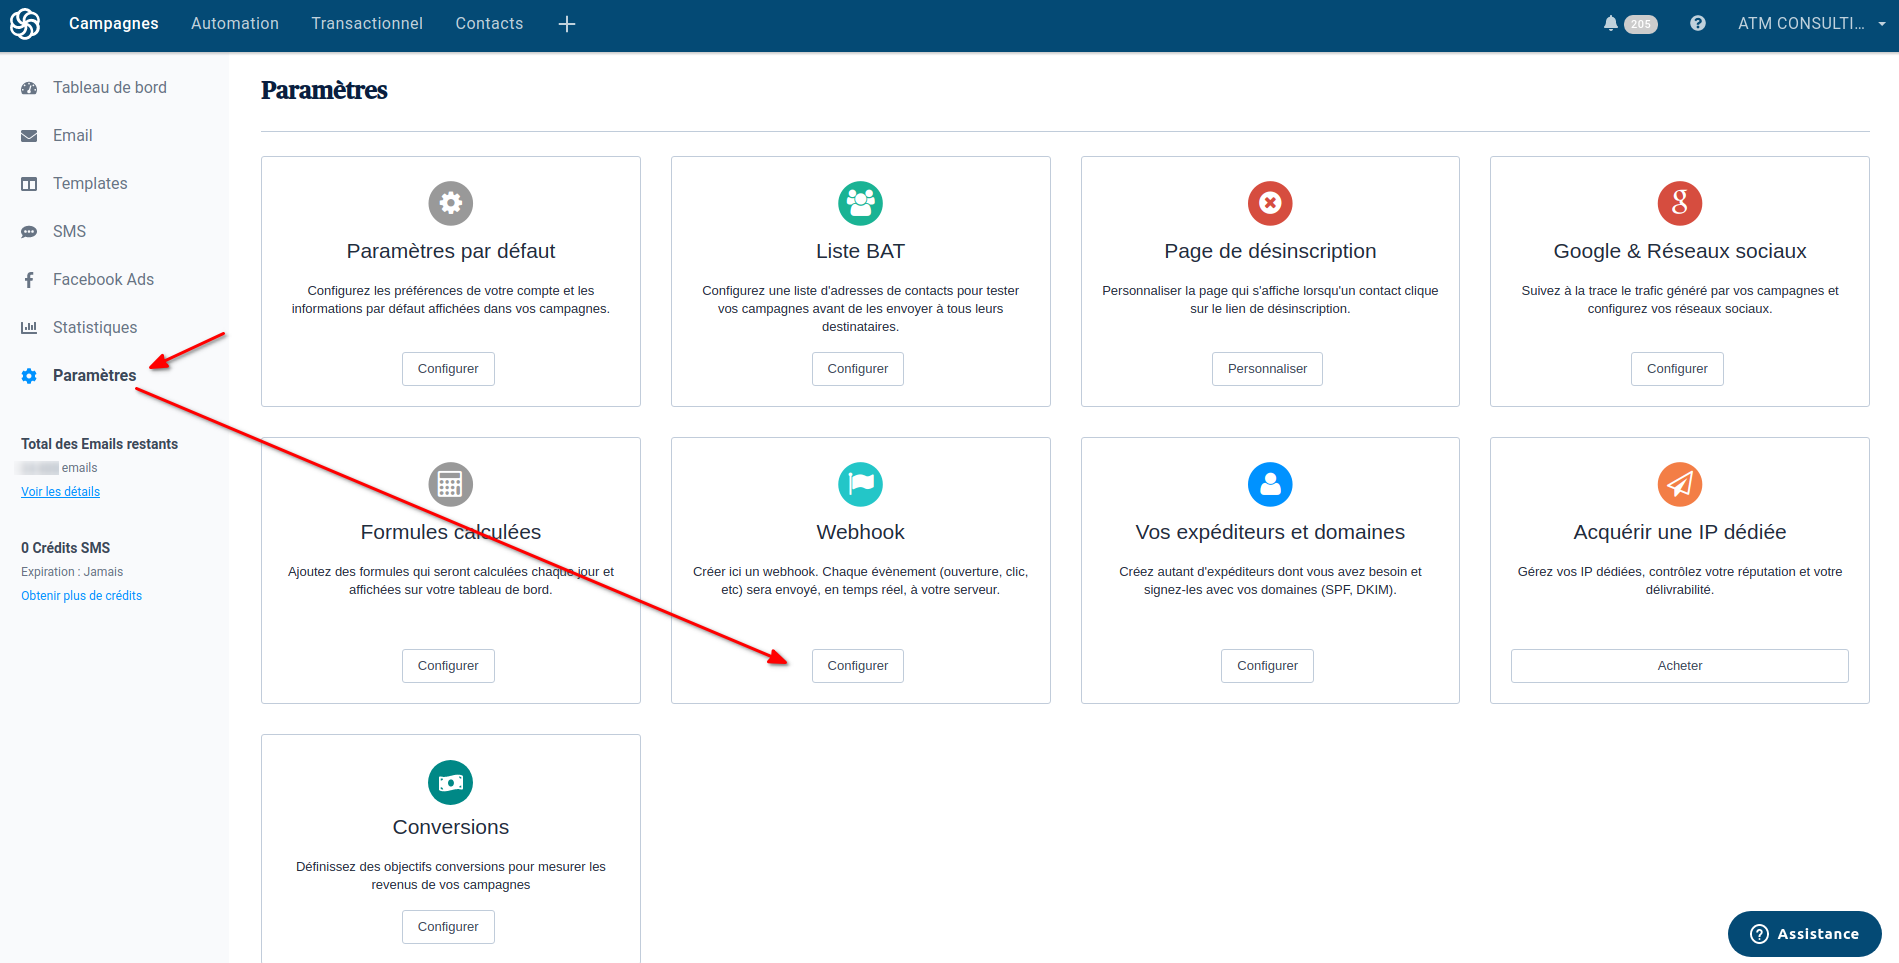 Campagnes Automation Transactionnel Contacts
205 ATM CONSULTI...
Tableau de bord
Email
Templates
SMS
Facebook Ads
Statistiques
Paramètres
Total des Emails restants
emails
Voir les détails
0 Crédits SMS
Expiration : Jamais
Obtenir plus de crédits
Paramètres
Paramètres par défaut
Configurez les préférences de votre compte et les
informations par défaut affichées dans vos campagnes.
Configurer
Liste BAT
Configurez une liste d'adresses de contacts pour tester
vos campagnes avant de les envoyer à tous leurs
destinataires.
Configurer
Page de désinscription
Personnaliser la page qui s'affiche lorsqu'un contact clique
sur le lien de désinscription.
Personnaliser
Google & Réseaux sociaux
Suivez à la trace le trafic généré par vos campagnes et
configurez vos réseaux sociaux.
Configurer
Formules calculées
Ajoutez des formules qui seront calculées chaque jour et
affichées sur votre tableau de bord.
Configurer
Webhook
Créer ici un webhook. Chaque évènement (ouverture, clic,
etc) sera envoyé, en temps réel, à votre serveur.
Configurer
Vos expéditeurs et domaines
Créez autant d'expéditeurs dont vous avez besoin et
signez-les avec vos domaines (SPF, DKIM).
Configurer
Acquérir une IP dédiée
Gérez vos IP dédiées, contrôlez votre réputation et votre
délivrabilité.
Acheter
Conversions
Définissez des objectifs conversions pour mesurer les
revenus de vos campagnes
Configurer
Assistance